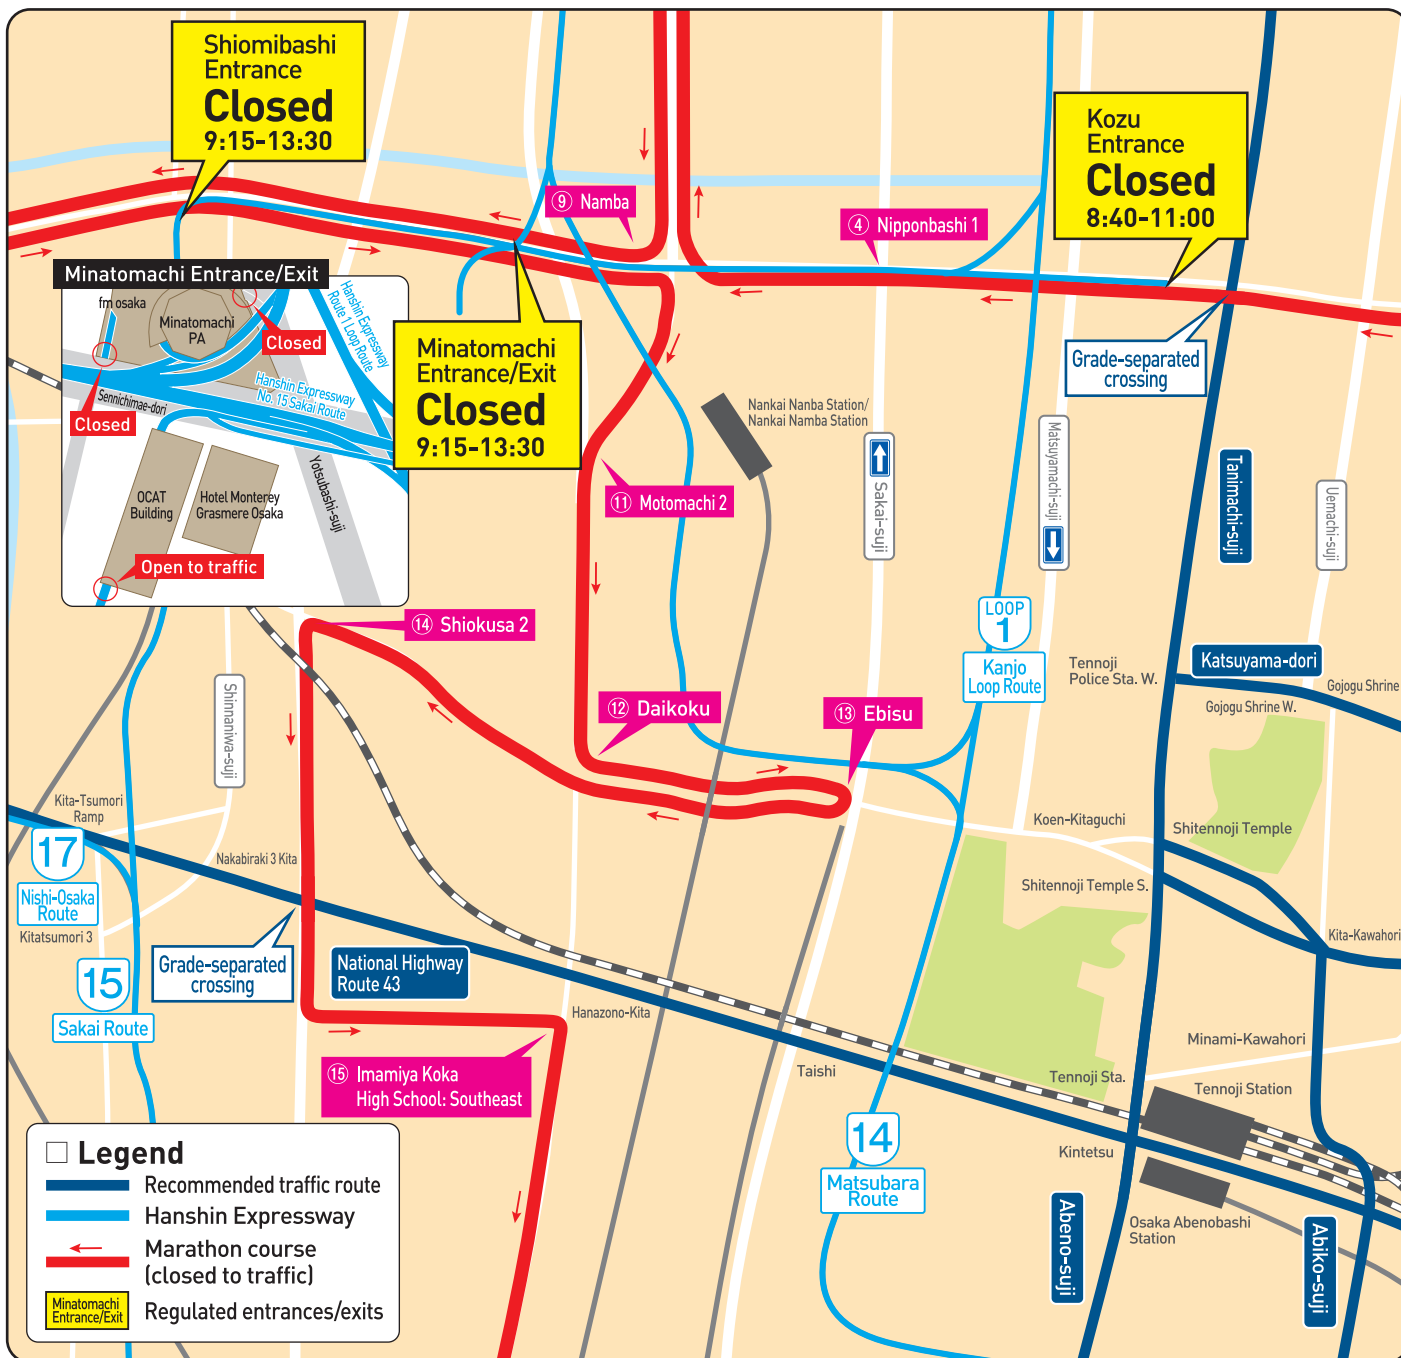 Shiomibashi
Entrance
Closed
9:15-13:30
Kozu
Entrance
Closed
8:40-11:00
⑨ Namba
④ Nipponbashi 1
Minatomachi Entrance/Exit
fm osaka
Minatomachi
PA
Closed
Hanshin Expressway
Route 1 Loop Route
Hanshin Expressway
No. 15 Sakai Route
Sennichimae-dori
Closed
Yotsubashi-suji
OCAT
Building
Hotel Monterey
Grasmere Osaka
Open to traffic
Minatomachi
Entrance/Exit
Closed
9:15-13:30
Grade-separated
crossing
Nankai Nanba Station/
Nankai Namba Station
Sakai-suji
Matsuyamachi-suji
Tanimachi-suji
Uemachi-suji
⑪ Motomachi 2
⑭ Shiokusa 2
LOOP
1
Kanjo
Loop Route
Tennoji
Police Sta. W.
Katsuyama-dori
Gojogu Shrine
Gojogu Shrine W.
Shinnaniwa-suji
⑫ Daikoku
⑬ Ebisu
Kita-Tsumori
Ramp
17
Nishi-Osaka
Route
Kitatsumori 3
Nakabiraki 3 Kita
Koen-Kitaguchi
Shitennoji Temple
Shitennoji Temple S.
Kita-Kawahori
15
Sakai Route
Grade-separated
crossing
National Highway
Route 43
Hanazono-Kita
Minami-Kawahori
Taishi
Tennoji Sta.
Tennoji Station
⑮ Imamiya Koka
High School: Southeast
14
Matsubara
Route
Kintetsu
Osaka Abenobashi
Station
Abeno-suji
Abiko-suji
Legend
Recommended traffic route
Hanshin Expressway
Marathon course
(closed to traffic)
Minatomachi
Entrance/Exit
Regulated entrances/exits